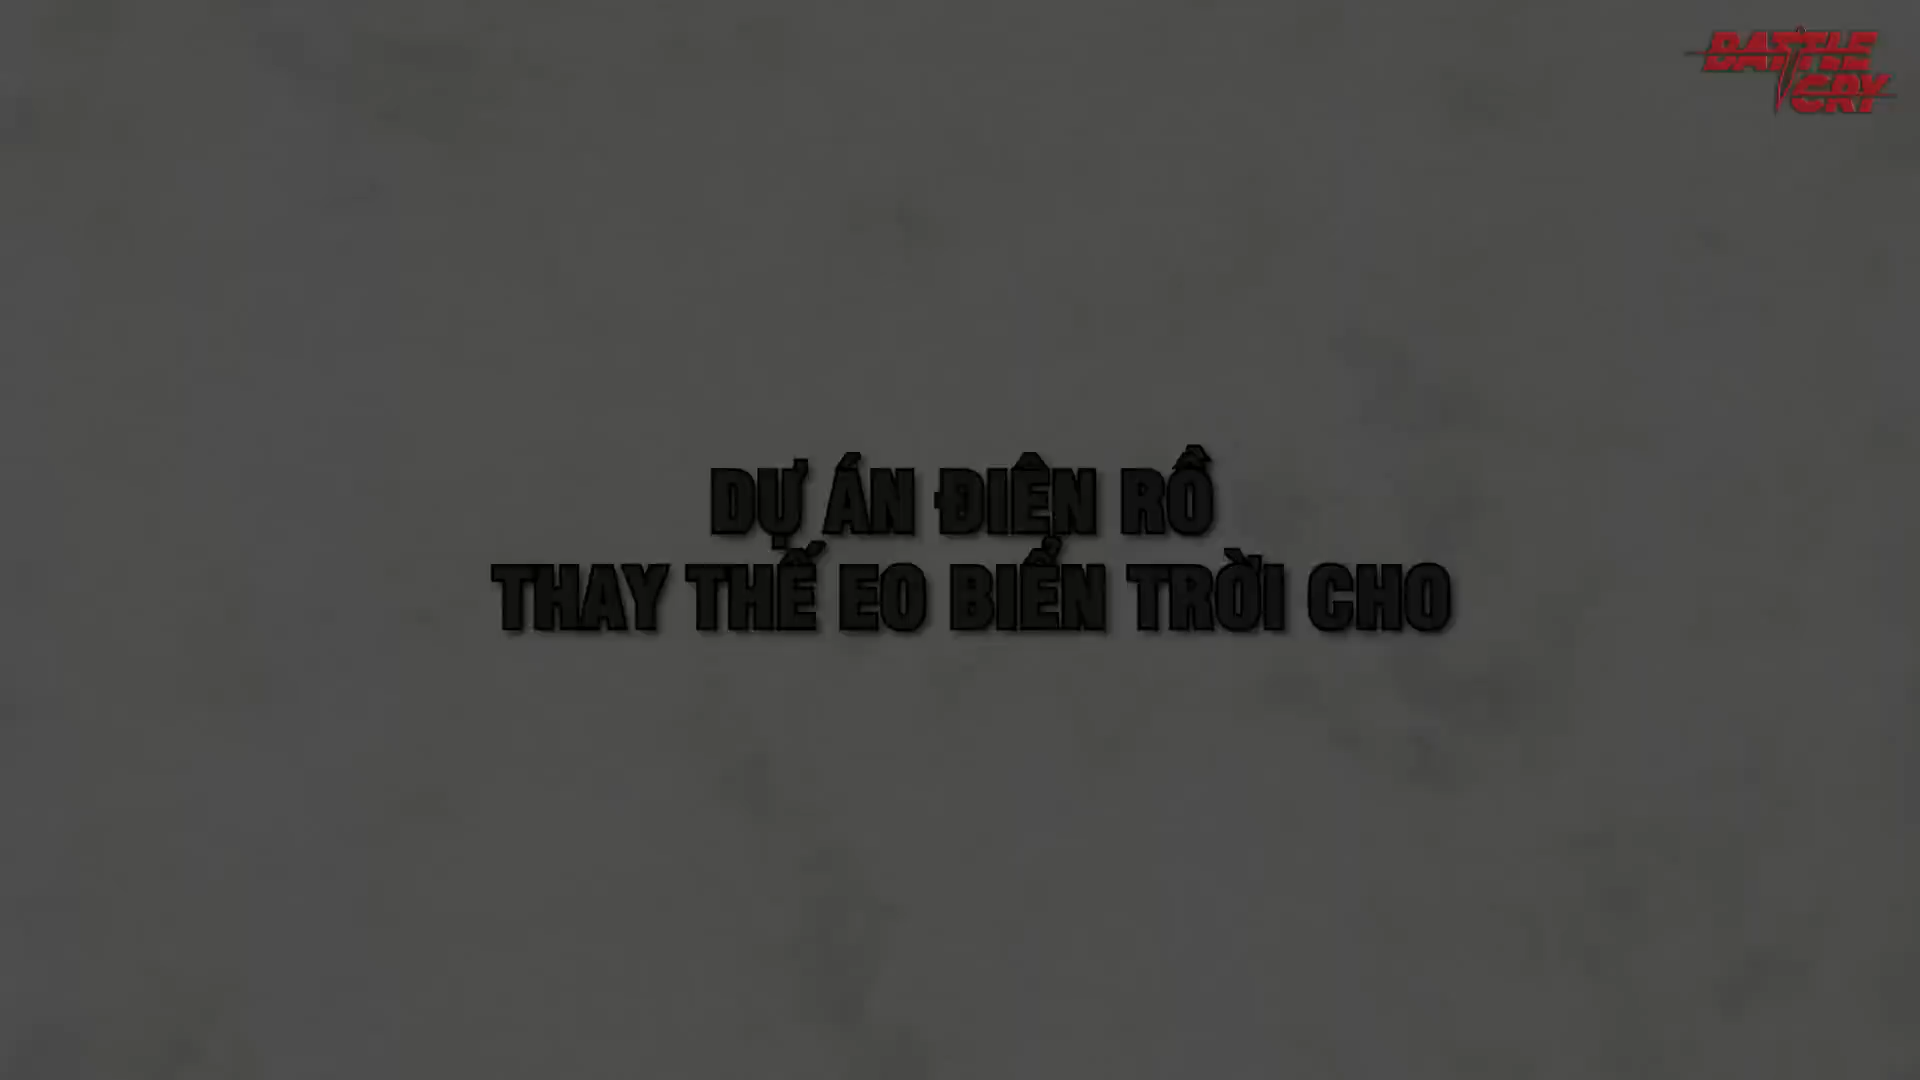 BATTLE
CRY
DỰ ÁN ĐIÊN RỒ
THAY THẾ EO BIỂN TRỜI CHO